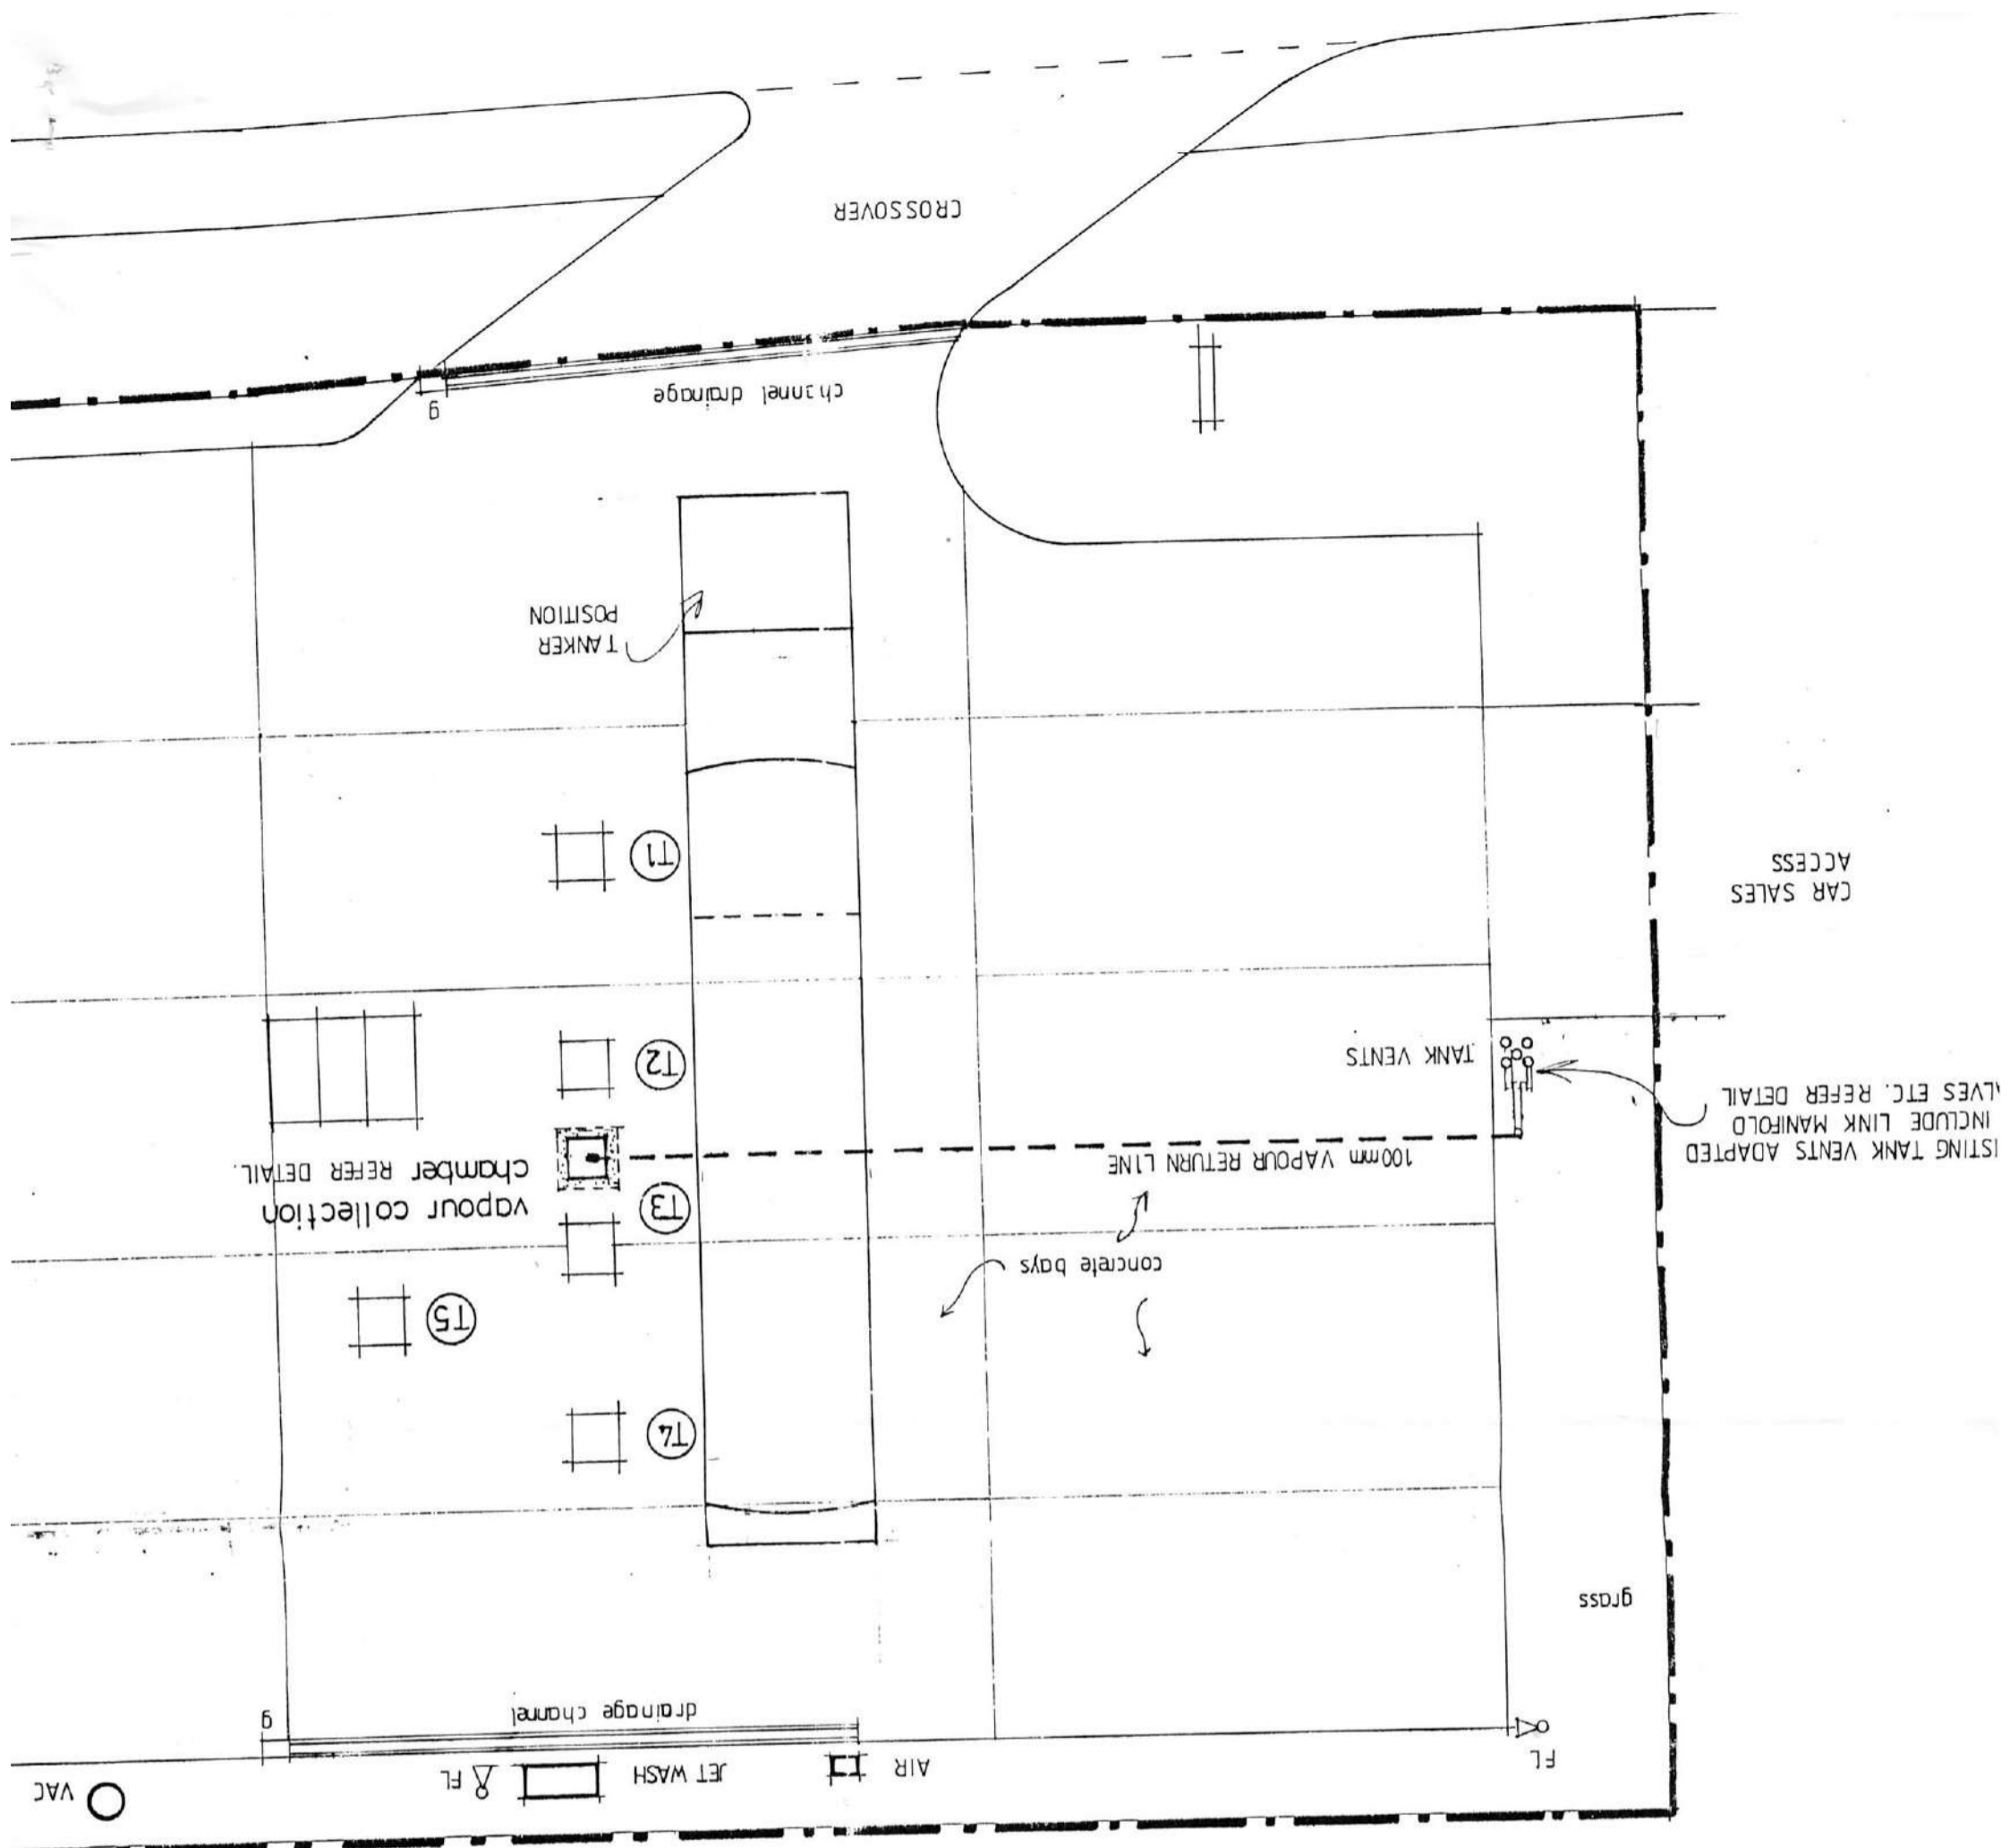 FL
AIR
JET WASH
FL
VAC
drainage channel
g
grass
T4
T5
concrete bays
ISTING TANK VENTS ADAPTED
INCLUDE LINK MANIFOLD
LVES ETC. REFER DETAIL
100mm VAPOUR RETURN LINE
T3
vapour collection
chamber REFER DETAIL.
TANK VENTS
T2
CAR SALES
ACCESS
T1
TANKER
POSITION
channel drainage
g
CROSSOVER